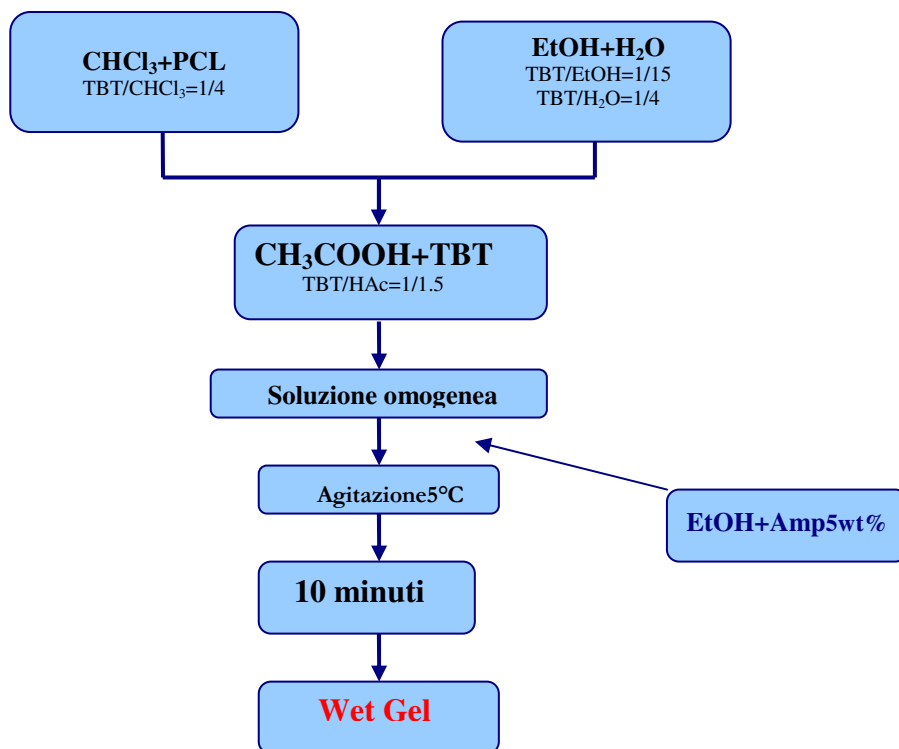 CHCl₃+PCL
TBT/CHCl₃=1/4
EtOH+H₂O
TBT/EtOH=1/15
TBT/H₂O=1/4
CH₃COOH+TBT
TBT/HAc=1/1.5
Soluzione omogenea
Agitazione5°C
EtOH+Amp5wt%
10 minuti
Wet Gel